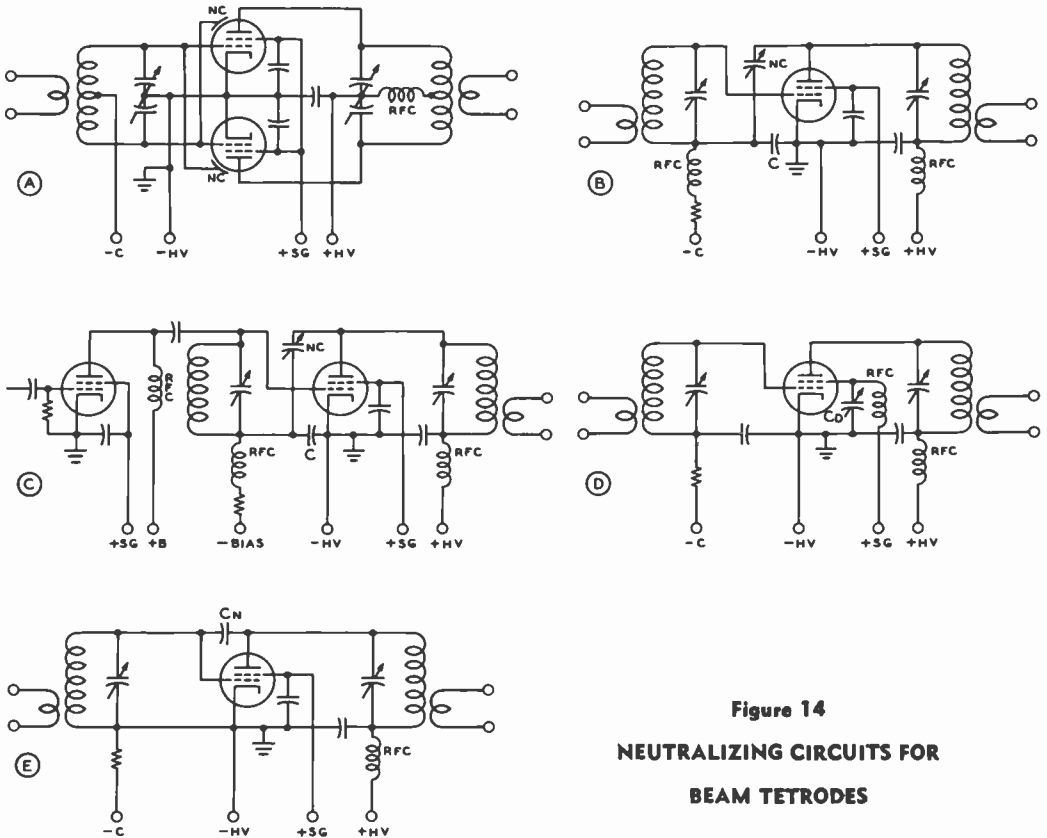 NC
NC
RFC
A
-C
-HV
+SG
+HV
NC
RFC
C
RFC
B
-C
-HV
+SG
+HV
RFC
NC
RFC
C
RFC
C
+SG
+B
-BIAS
-HV
+SG
+HV
RFC
CD
RFC
D
-C
-HV
+SG
+HV
CN
RFC
E
-C
-HV
+SG
+HV
Figure 14
NEUTRALIZING CIRCUITS FOR
BEAM TETRODES